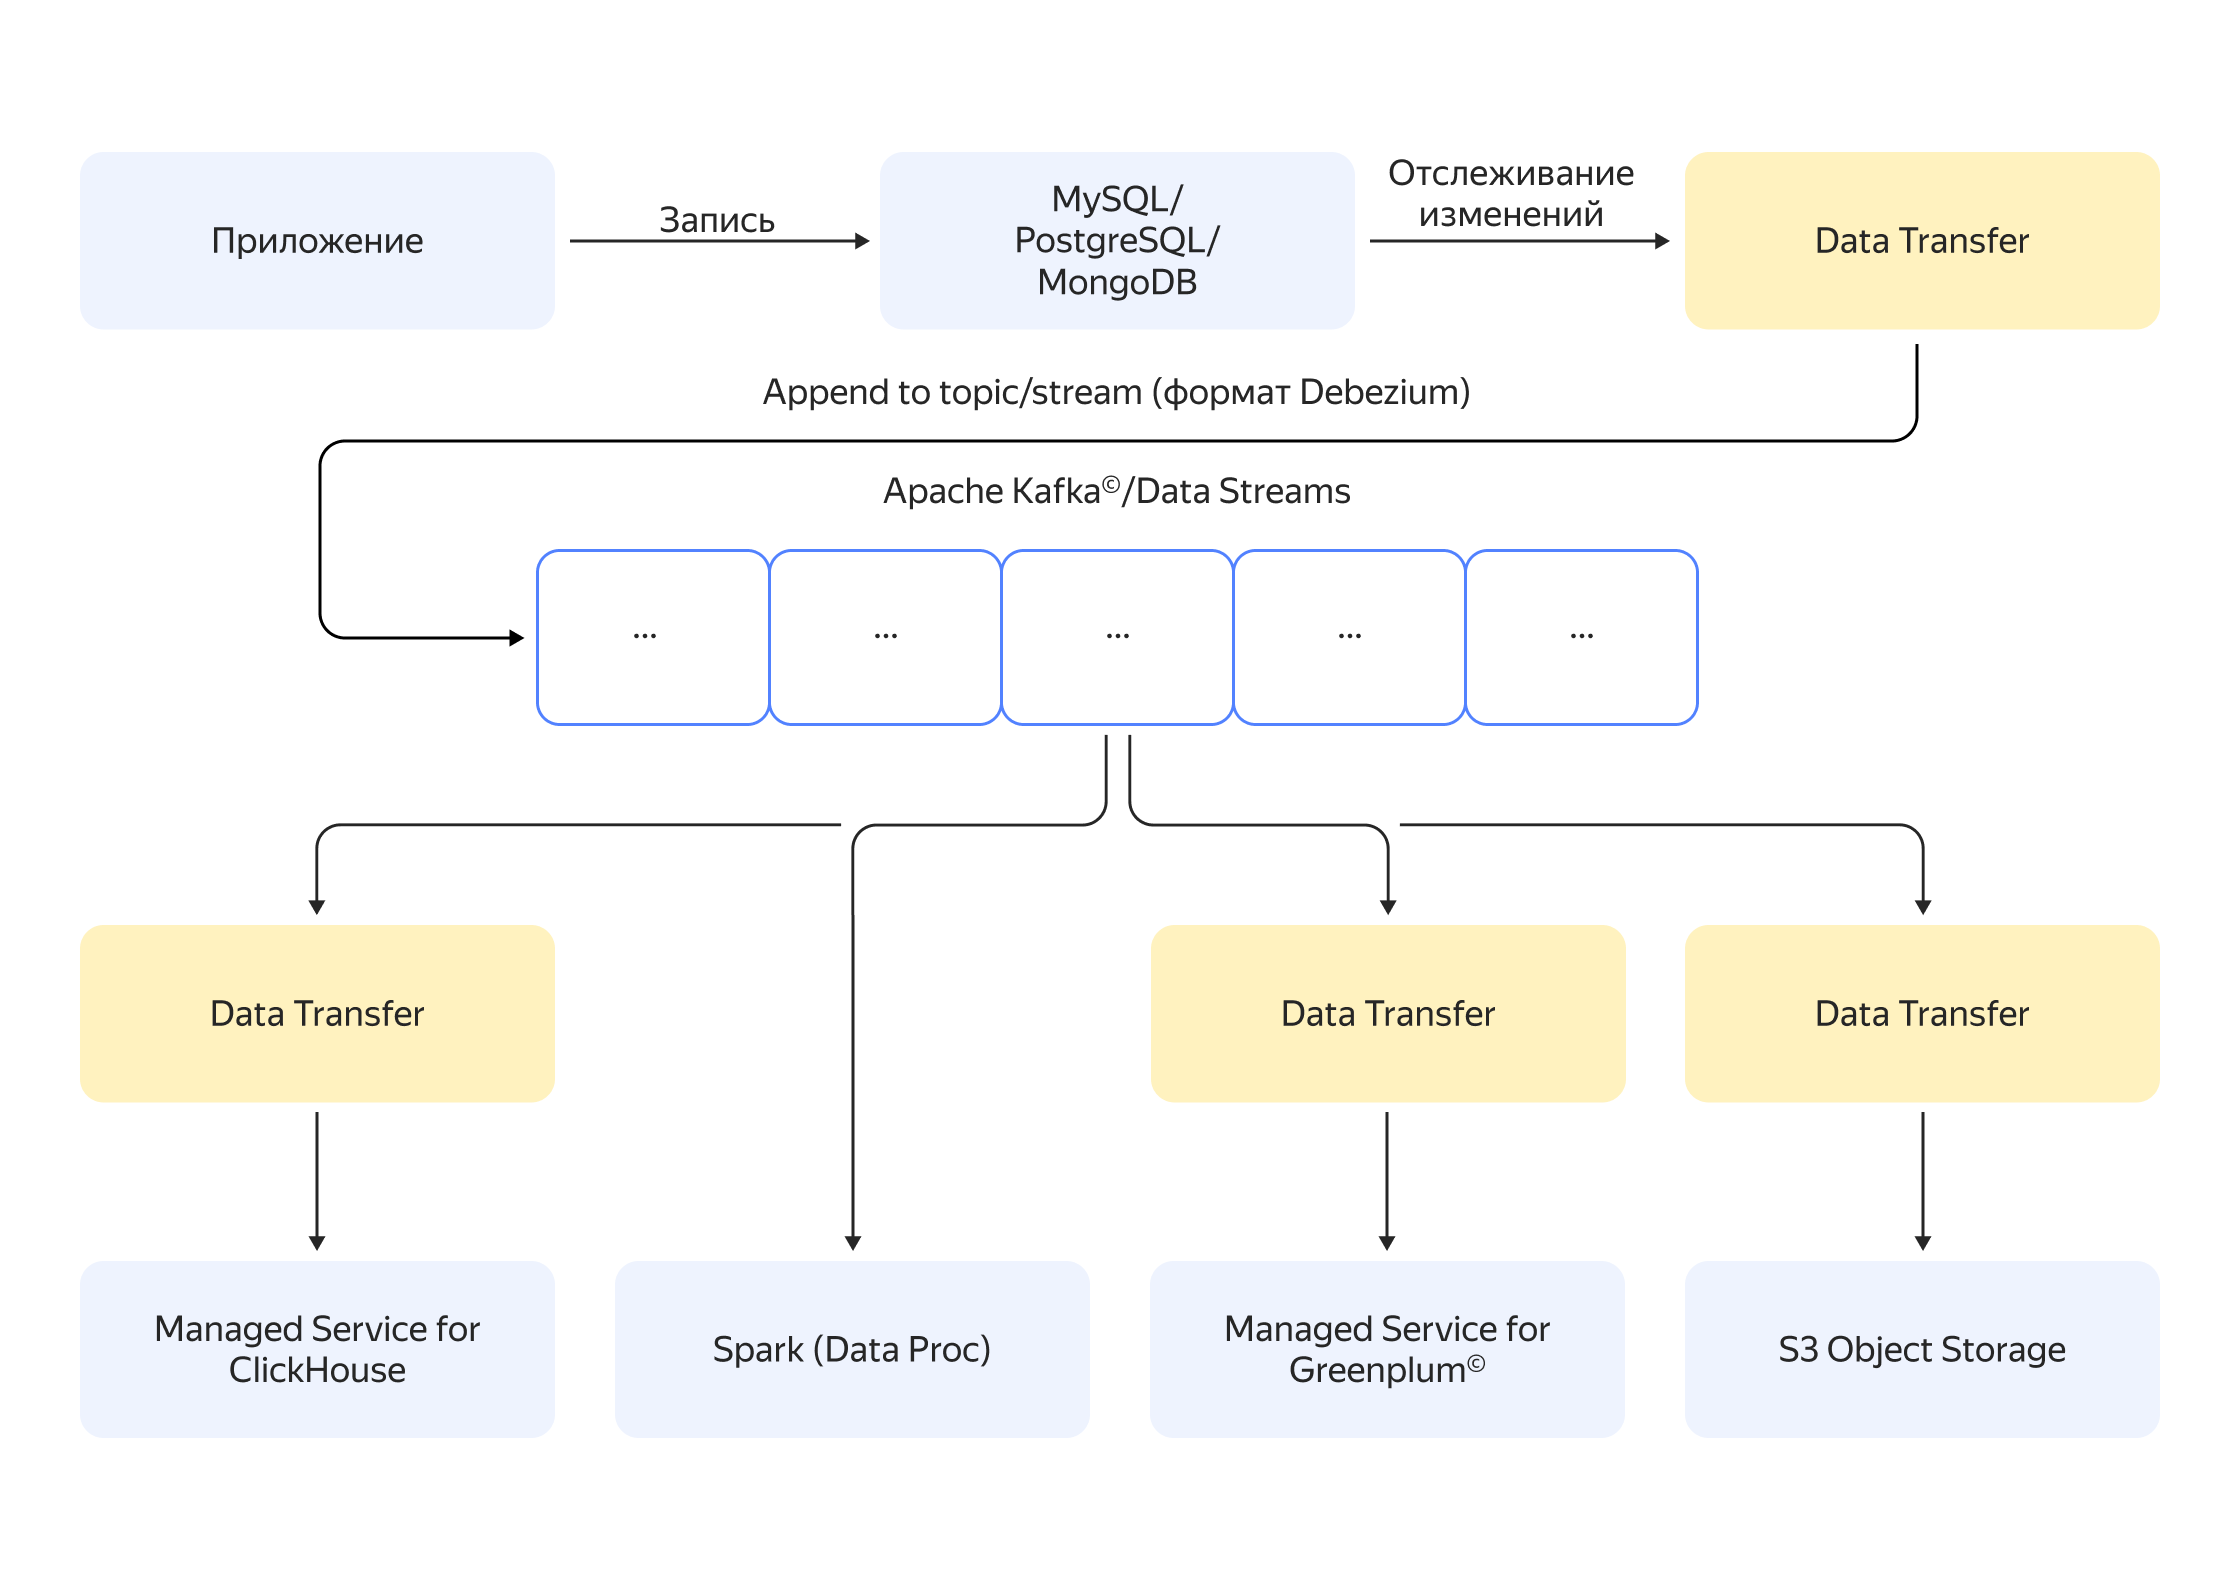 Приложение
Запись
MySQL/
PostgreSQL/
MongoDB
Отслеживание
изменений
Data Transfer
Append to topic/stream (формат Debezium)
Apache Kafka©/Data Streams
... ... ... ... ...
Data Transfer
Data Transfer
Data Transfer
Managed Service for
ClickHouse
Spark (Data Proc)
Managed Service for
Greenplum©
S3 Object Storage